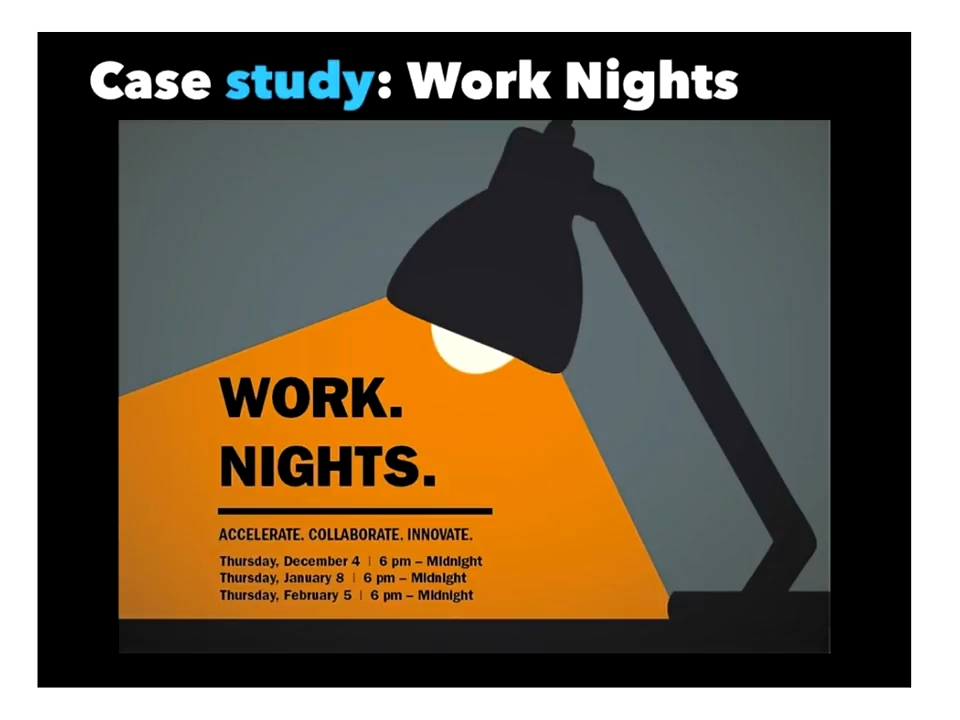 Case study: Work Nights
WORK.
NIGHTS.
ACCELERATE. COLLABORATE. INNOVATE.
Thursday, December 4 | 6 pm – Midnight
Thursday, January 8 | 6 pm – Midnight
Thursday, February 5 | 6 pm – Midnight